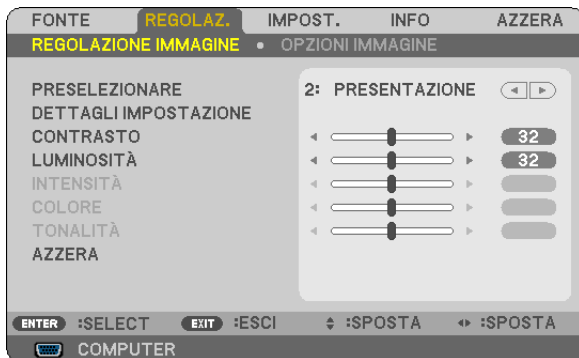 FONTE REGOLAZ. IMPOST. INFO AZZERA
REGOLAZIONE IMMAGINE • OPZIONI IMMAGINE
PRESELEZIONARE 2: PRESENTAZIONE
DETTAGLI IMPOSTAZIONE
CONTRASTO 32
LUMINOSITÀ 32
INTENSITÀ
COLORE
TONALITÀ
AZZERA
ENTER :SELECT EXIT :ESCI :SPOSTA :SPOSTA
COMPUTER